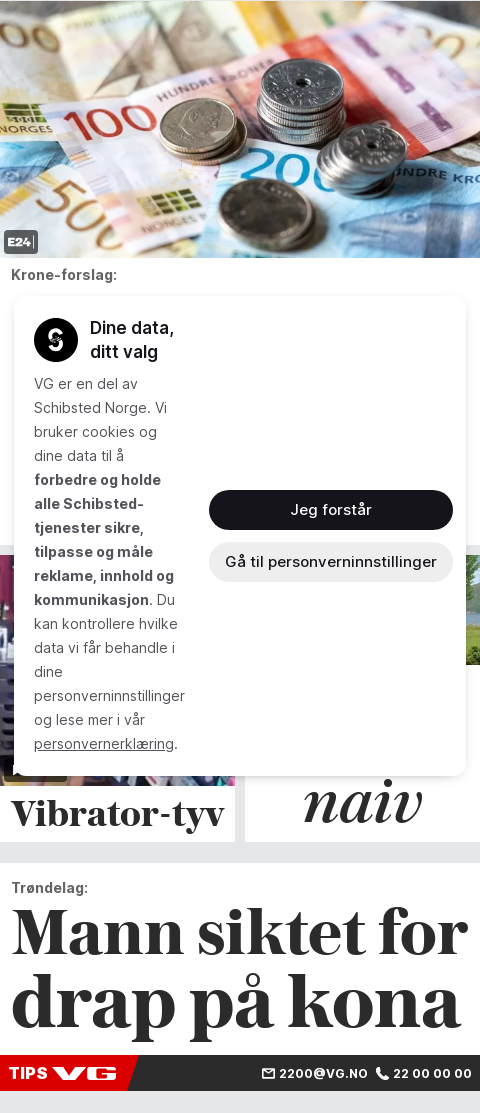 HUNDRE KRONER
100
NORGES
200
HUNDRE KRO
500
NORGES
E24
Krone-forslag:
Dine data,
ditt valg
VG er en del av
Schibsted Norge. Vi
bruker cookies og
dine data til å
forbedre og holde
alle Schibsted-
tjenester sikre,
tilpasse og måle
reklame, innhold og
kommunikasjon. Du
kan kontrollere hvilke
data vi får behandle i
dine
personverninnstillinger
og lese mer i vår
personvernerklæring.
Jeg forstår
Gå til personverninnstillinger
Vibrator-tyv
naiv
Trøndelag:
Mann siktet for
drap på kona
TIPS VG 2200@VG.NO 22 00 00 00